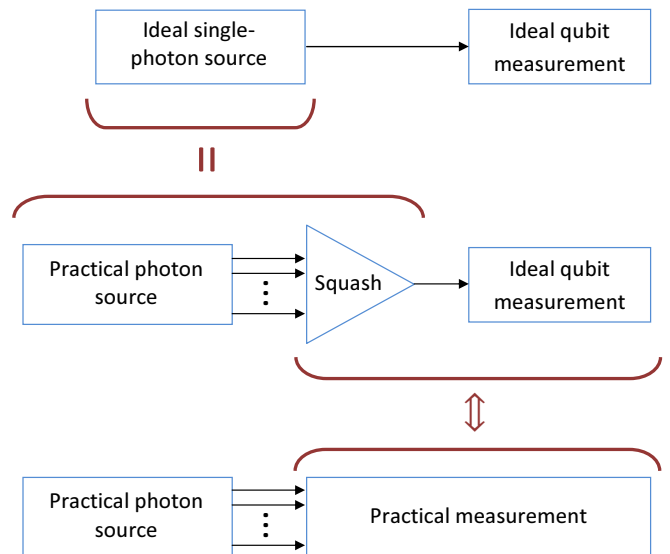 Ideal single-
photon source
Ideal qubit
measurement
Practical photon
source
Squash
Ideal qubit
measurement
Practical photon
source
Practical measurement